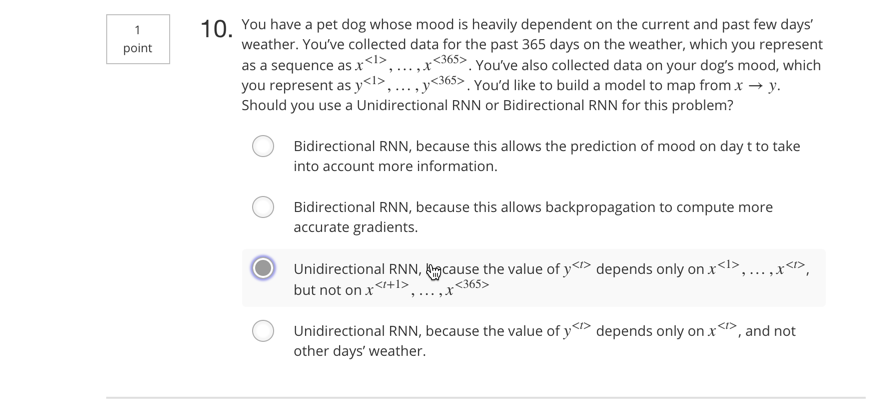 1
point
10. You have a pet dog whose mood is heavily dependent on the current and past few days’
weather. You’ve collected data for the past 365 days on the weather, which you represent
as a sequence as x<1>, … , x<365>. You’ve also collected data on your dog’s mood, which
you represent as y<1>, … , y<365>. You’d like to build a model to map from x → y.
Should you use a Unidirectional RNN or Bidirectional RNN for this problem?
Bidirectional RNN, because this allows the prediction of mood on day t to take
into account more information.
Bidirectional RNN, because this allows backpropagation to compute more
accurate gradients.
Unidirectional RNN, because the value of y<t> depends only on x<1>, … , x<t>,
but not on x<t+1>, … , x<365>
Unidirectional RNN, because the value of y<t> depends only on x<t>, and not
other days’ weather.